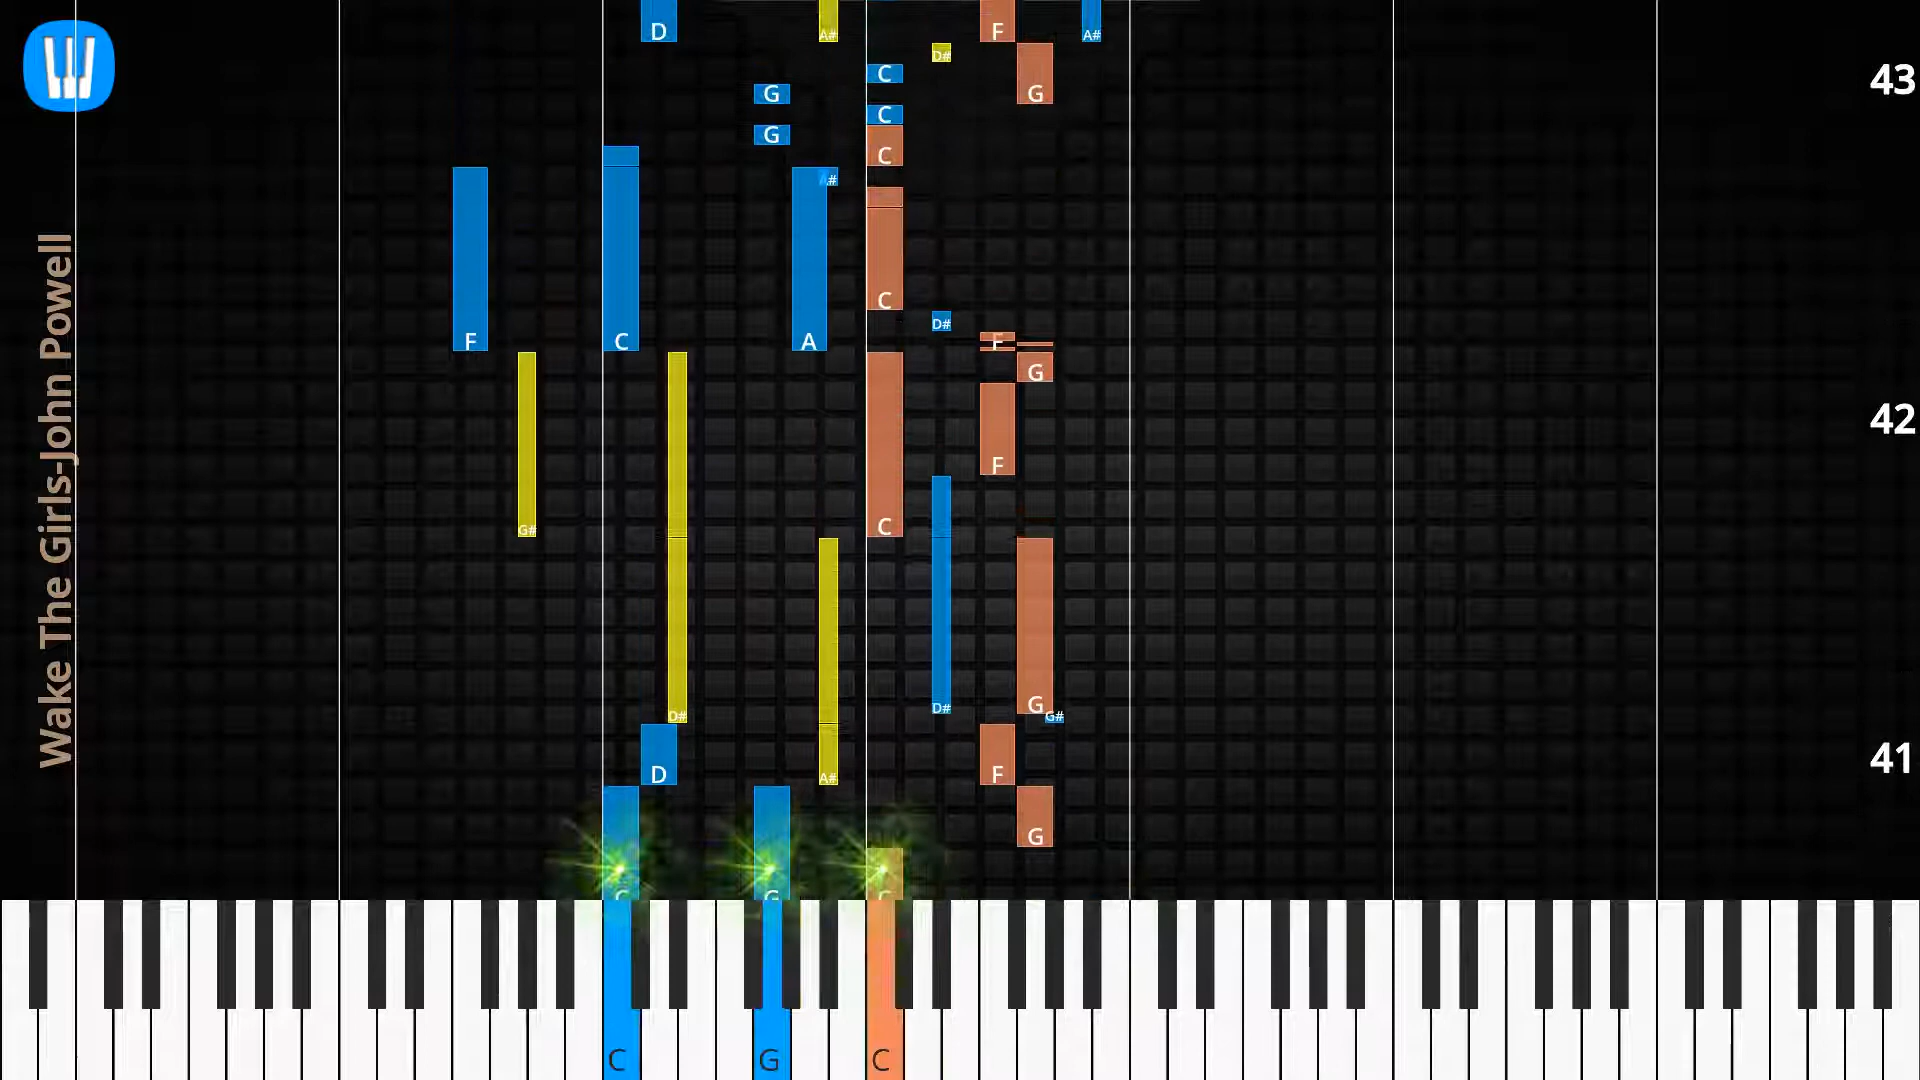 D A# F A#
D#
C 43
G G
C
G
C
A#
C
D#
F C A F
G
42
F
G# C
Wake The Girls-John Powell
D# G
D# G#
41
D A# F
G
C G C
C G C